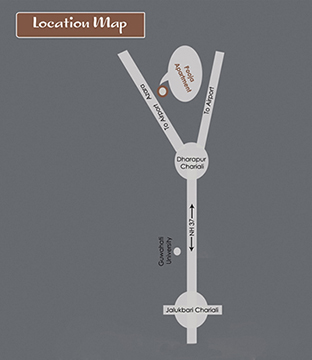 Location Map
Pooja
Apartment
To Airport Azara
To Airport
Dharapur
Chariali
NH 37
Guwahati
University
Jalukbari Chariali